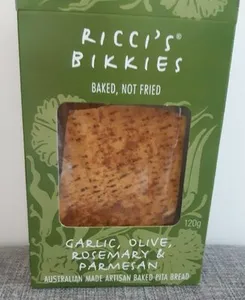 RICCI'S®
BIKKIES
BAKED, NOT FRIED
120g
GARLIC, OLIVE,
ROSEMARY &
PARMESAN
AUSTRALIAN MADE ARTISAN BAKED PITA BREAD